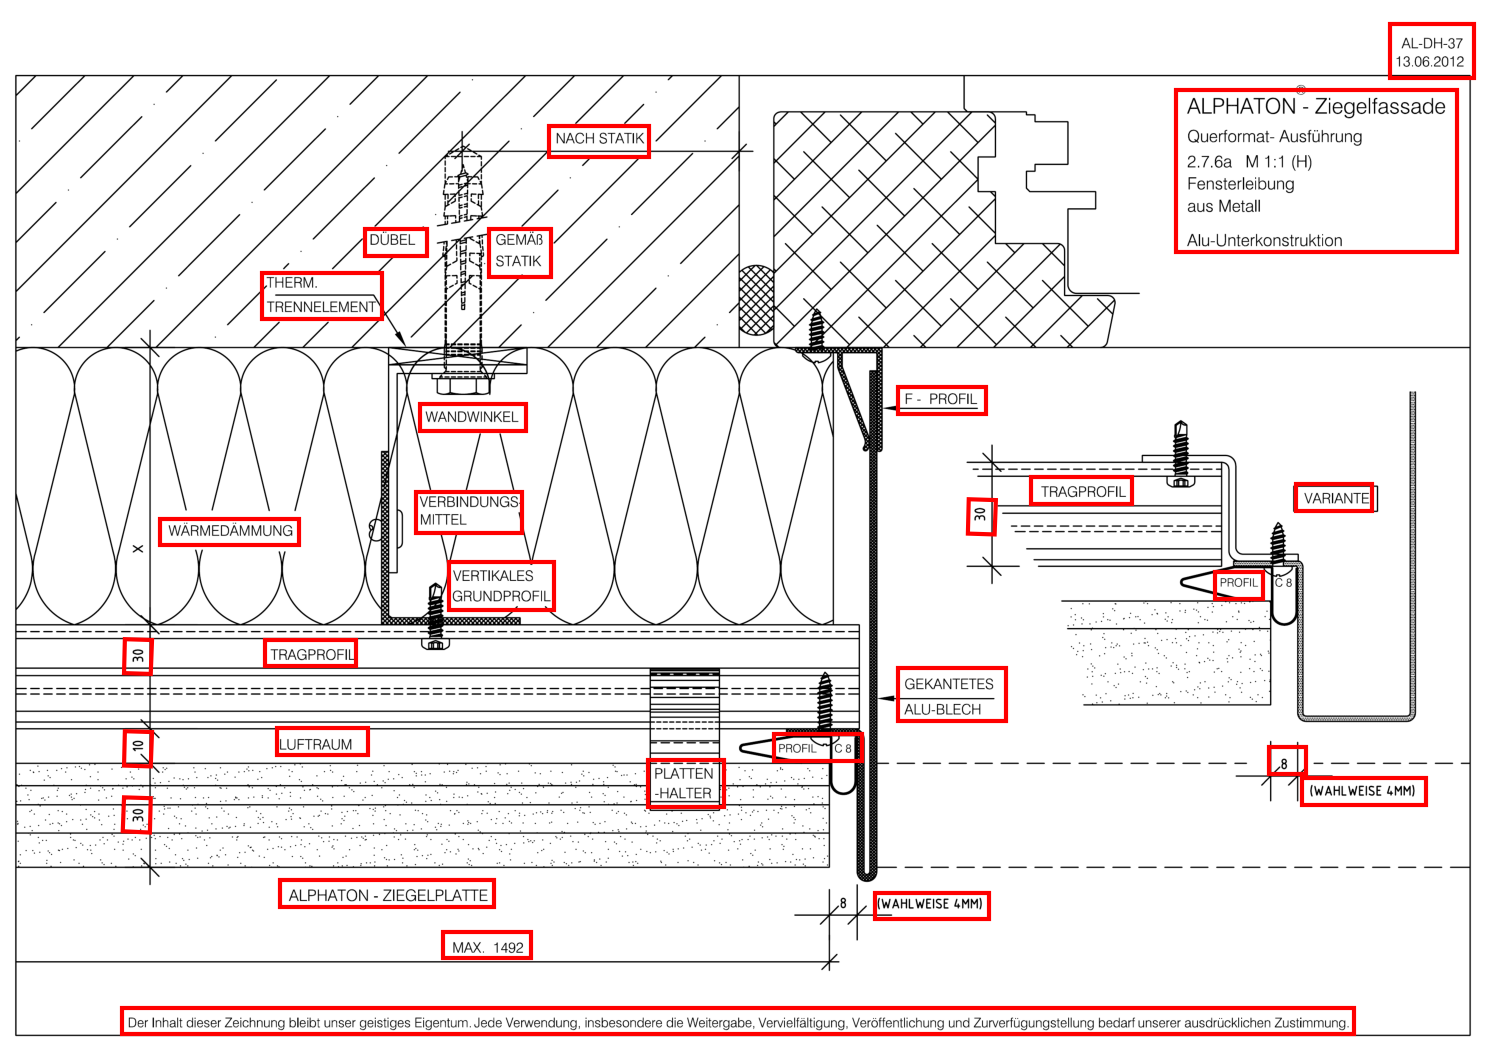 AL-DH-37
13.06.2012
ALPHATON® - Ziegelfassade
Querformat- Ausführung
2.7.6a M 1:1 (H)
Fensterleibung
aus Metall
Alu-Unterkonstruktion
NACH STATIK
DÜBEL
GEMÄß
STATIK
THERM.
TRENNELEMENT
F - PROFIL
WANDWINKEL
TRAGPROFIL
VARIANTE
VERBINDUNGS
MITTEL
30
WÄRMEDÄMMUNG
X
VERTIKALES
GRUNDPROFIL
PROFIL C 8
30
TRAGPROFIL
GEKANTETES
ALU-BLECH
10
LUFTRAUM
PROFIL C 8
8
(WAHLWEISE 4MM)
PLATTEN
-HALTER
30
ALPHATON - ZIEGELPLATTE
8
(WAHLWEISE 4MM)
MAX. 1492
Der Inhalt dieser Zeichnung bleibt unser geistiges Eigentum. Jede Verwendung, insbesondere die Weitergabe, Vervielfältigung, Veröffentlichung und Zurverfügungstellung bedarf unserer ausdrücklichen Zustimmung.